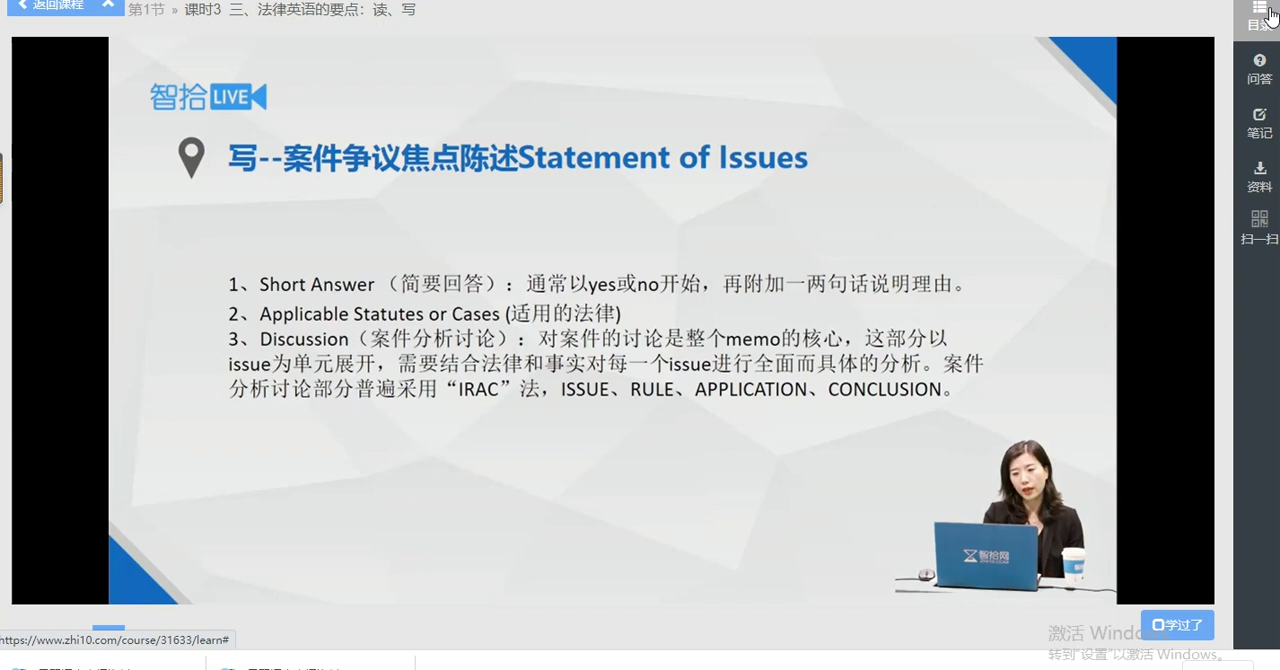 返回课程
第1节 » 课时3 三、法律英语的要点：读、写
目录
问答
笔记
资料
扫一扫
智拾LIVE
写--案件争议焦点陈述Statement of Issues
1、Short Answer （简要回答）：通常以yes或no开始，再附加一两句话说明理由。
2、Applicable Statutes or Cases (适用的法律)
3、Discussion（案件分析讨论）：对案件的讨论是整个memo的核心，这部分以
issue为单元展开，需要结合法律和事实对每一个issue进行全面而具体的分析。案件
分析讨论部分普遍采用“IRAC”法，ISSUE、RULE、APPLICATION、CONCLUSION。
智拾网
学过了
激活 Windows
转到"设置"以激活 Windows。
https://www.zhi10.com/course/31633/learn#